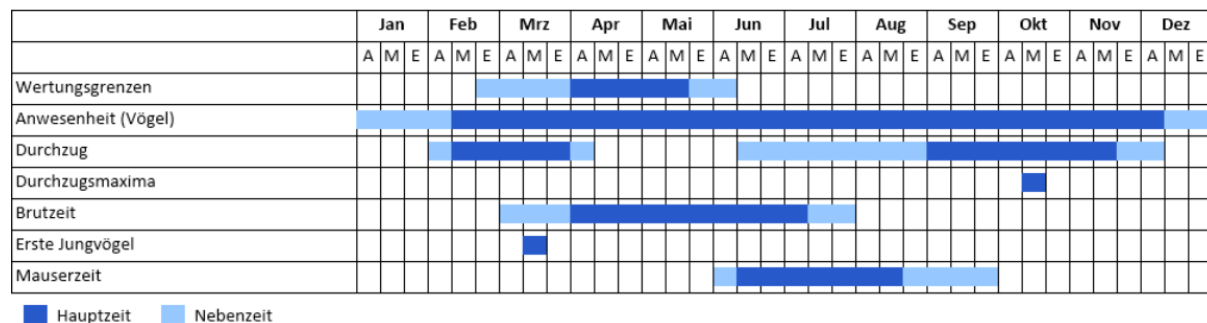 Jan Feb Mrz Apr Mai Jun Jul Aug Sep Okt Nov Dez
A M E A M E A M E A M E A M E A M E A M E A M E A M E A M E A M E A M E
Wertungsgrenzen
Anwesenheit (Vögel)
Durchzug
Durchzugsmaxima
Brutzeit
Erste Jungvögel
Mauserzeit
Hauptzeit Nebenzeit